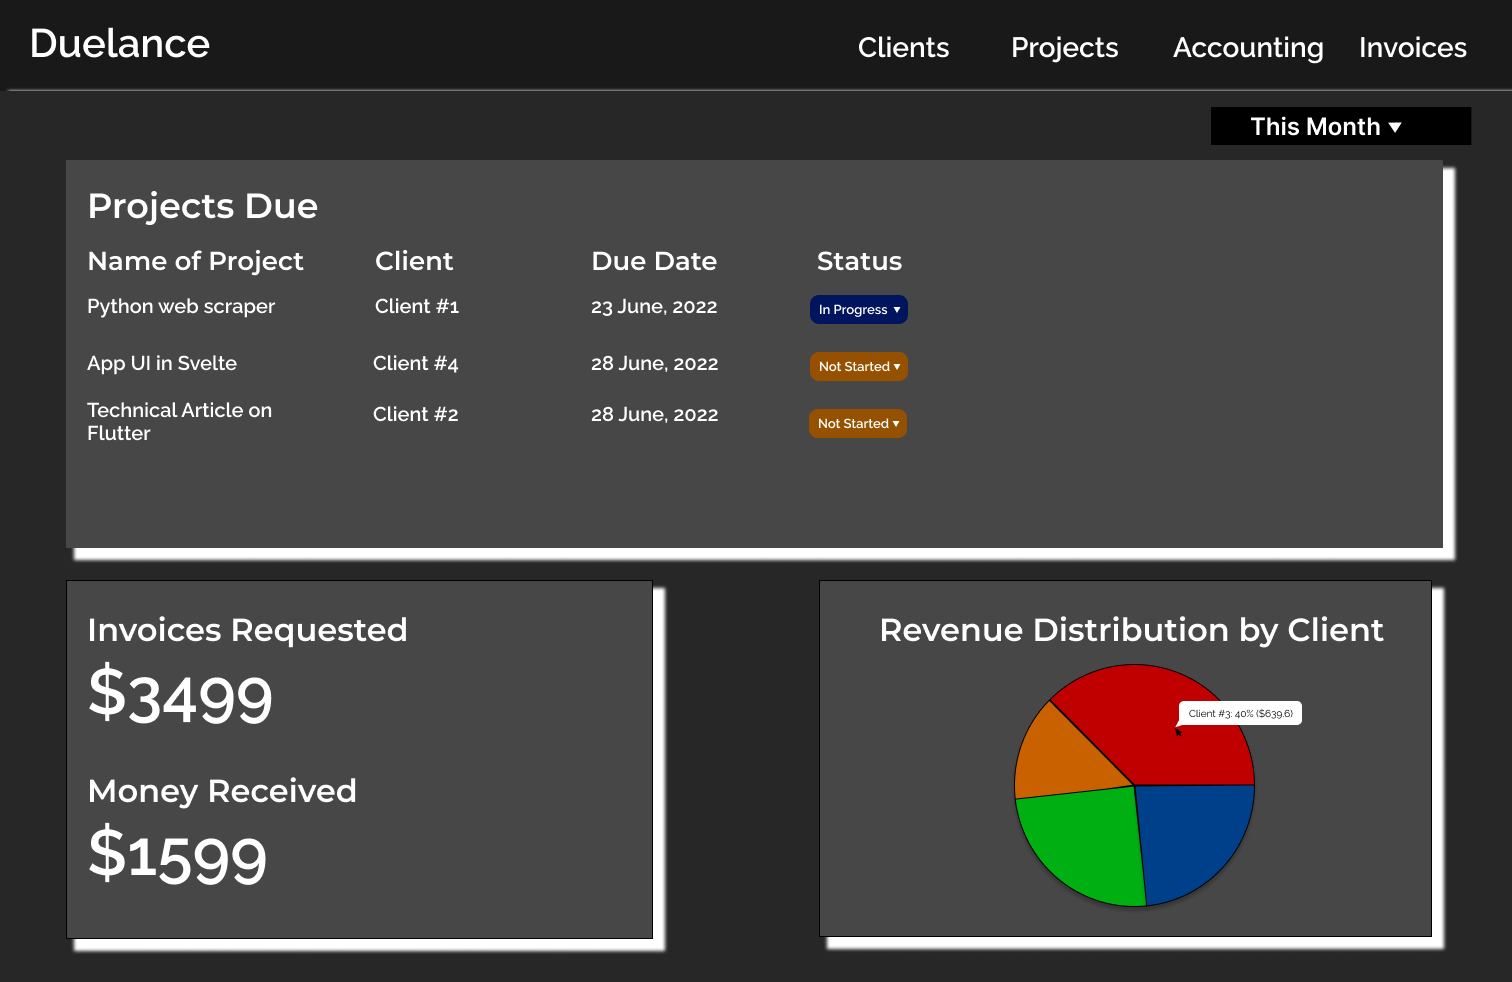 Duelance
Clients Projects Accounting Invoices
This Month ▾
Projects Due
Name of Project Client Due Date Status
Python web scraper Client #1 23 June, 2022 In Progress ▾
App UI in Svelte Client #4 28 June, 2022 Not Started ▾
Technical Article on Client #2 28 June, 2022 Not Started ▾
Flutter
Invoices Requested
$3499
Money Received
$1599
Revenue Distribution by Client
Client #3: 40% ($639.6)